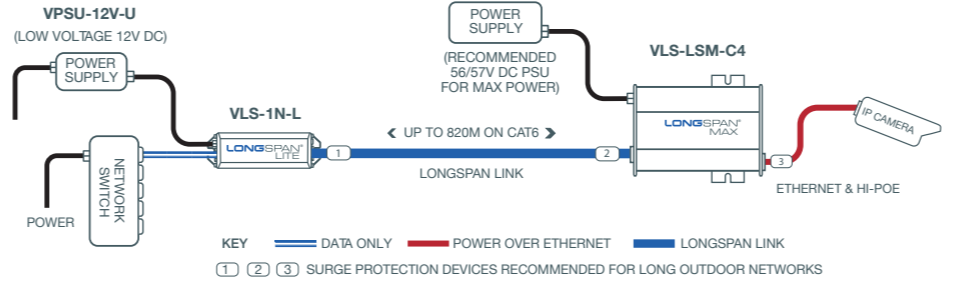 VPSU-12V-U
(LOW VOLTAGE 12V DC)
POWER
SUPPLY
POWER
SUPPLY
(RECOMMENDED
56/57V DC PSU
FOR MAX POWER)
VLS-LSM-C4
VLS-1N-L
LONGSPAN®
LITE
UP TO 820M ON CAT6
LONGSPAN®
MAX
IP CAMERA
1
2
3
LONGSPAN LINK
ETHERNET & HI-POE
NETWORK
SWITCH
POWER
KEY DATA ONLY POWER OVER ETHERNET LONGSPAN LINK
1 2 3 SURGE PROTECTION DEVICES RECOMMENDED FOR LONG OUTDOOR NETWORKS